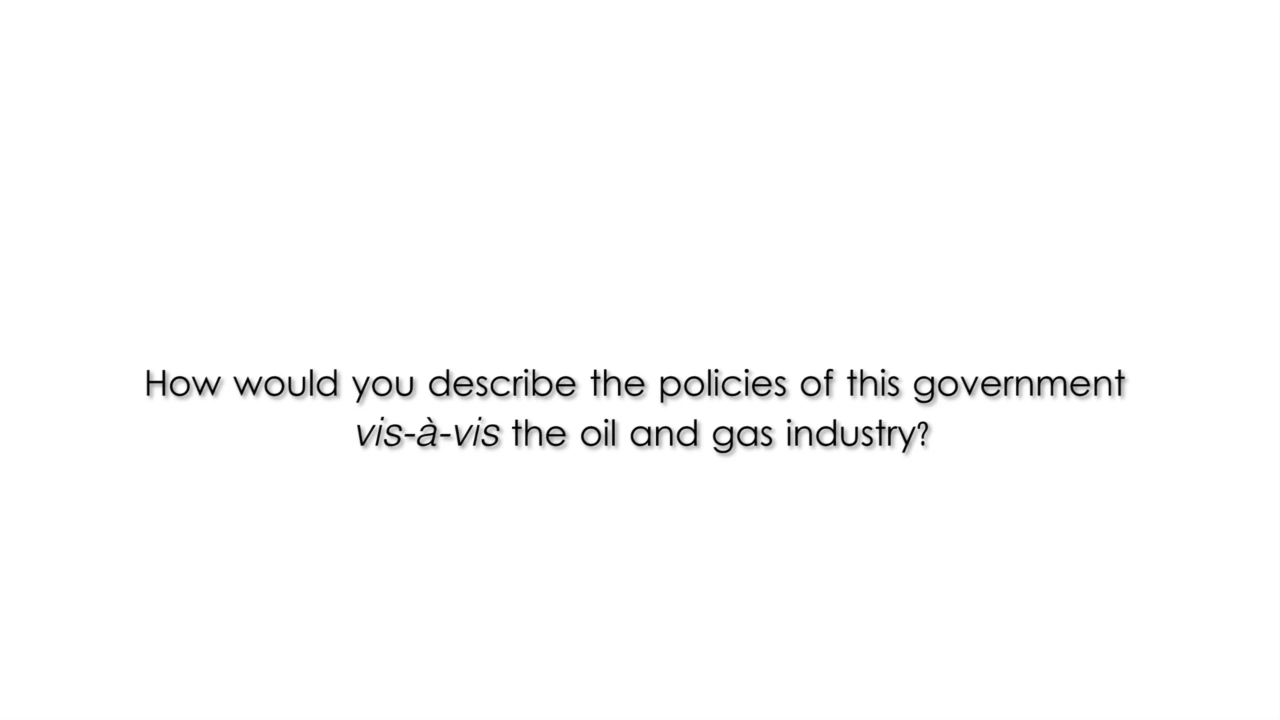 How would you describe the policies of this government
vis-à-vis the oil and gas industry?